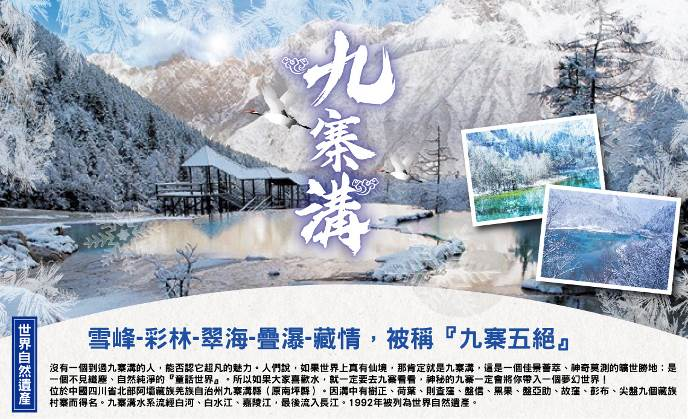 九寨溝
雪峰-彩林-翠海-疊瀑-藏情，被稱『九寨五絕』
世界自然遺產
沒有一個到過九寨溝的人，能否認它超凡的魅力。人們說，如果世界上真有仙境，那肯定就是九寨溝，這是一個佳景薈萃、神奇莫測的曠世勝地；是
一個不見纖塵、自然純淨的『童話世界』。所以如果大家喜歡水，就一定要去九寨看看，神秘的九寨一定會將你帶入一個夢幻世界！
位於中國四川省北部阿壩藏族羌族自治州九寨溝縣（原南坪縣）。因溝中有樹正、荷葉、則查窪、盤信、黑果、盤亞助、故窪、彭布、尖盤九個藏族
村寨而得名。九寨溝水系流經白河、白水江、嘉陵江，最後流入長江。1992年被列為世界自然遺產。